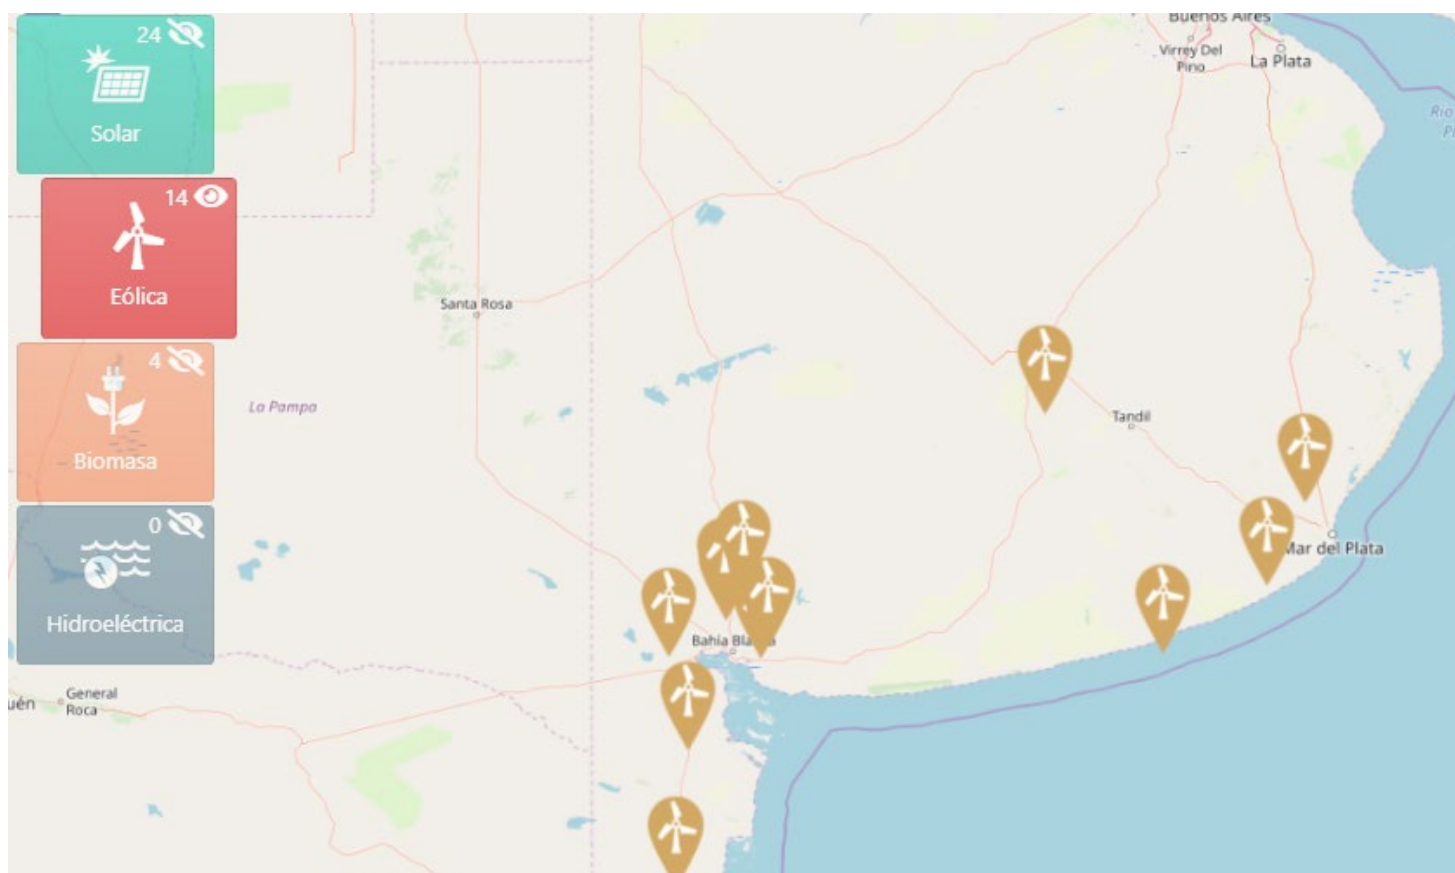 24
Solar
14
Eólica
4
Biomasa
0
Hidroeléctrica
Buenos Aires
Virrey Del
Pino
La Plata
Santa Rosa
La Pampa
Tandil
Mar del Plata
General
Roca